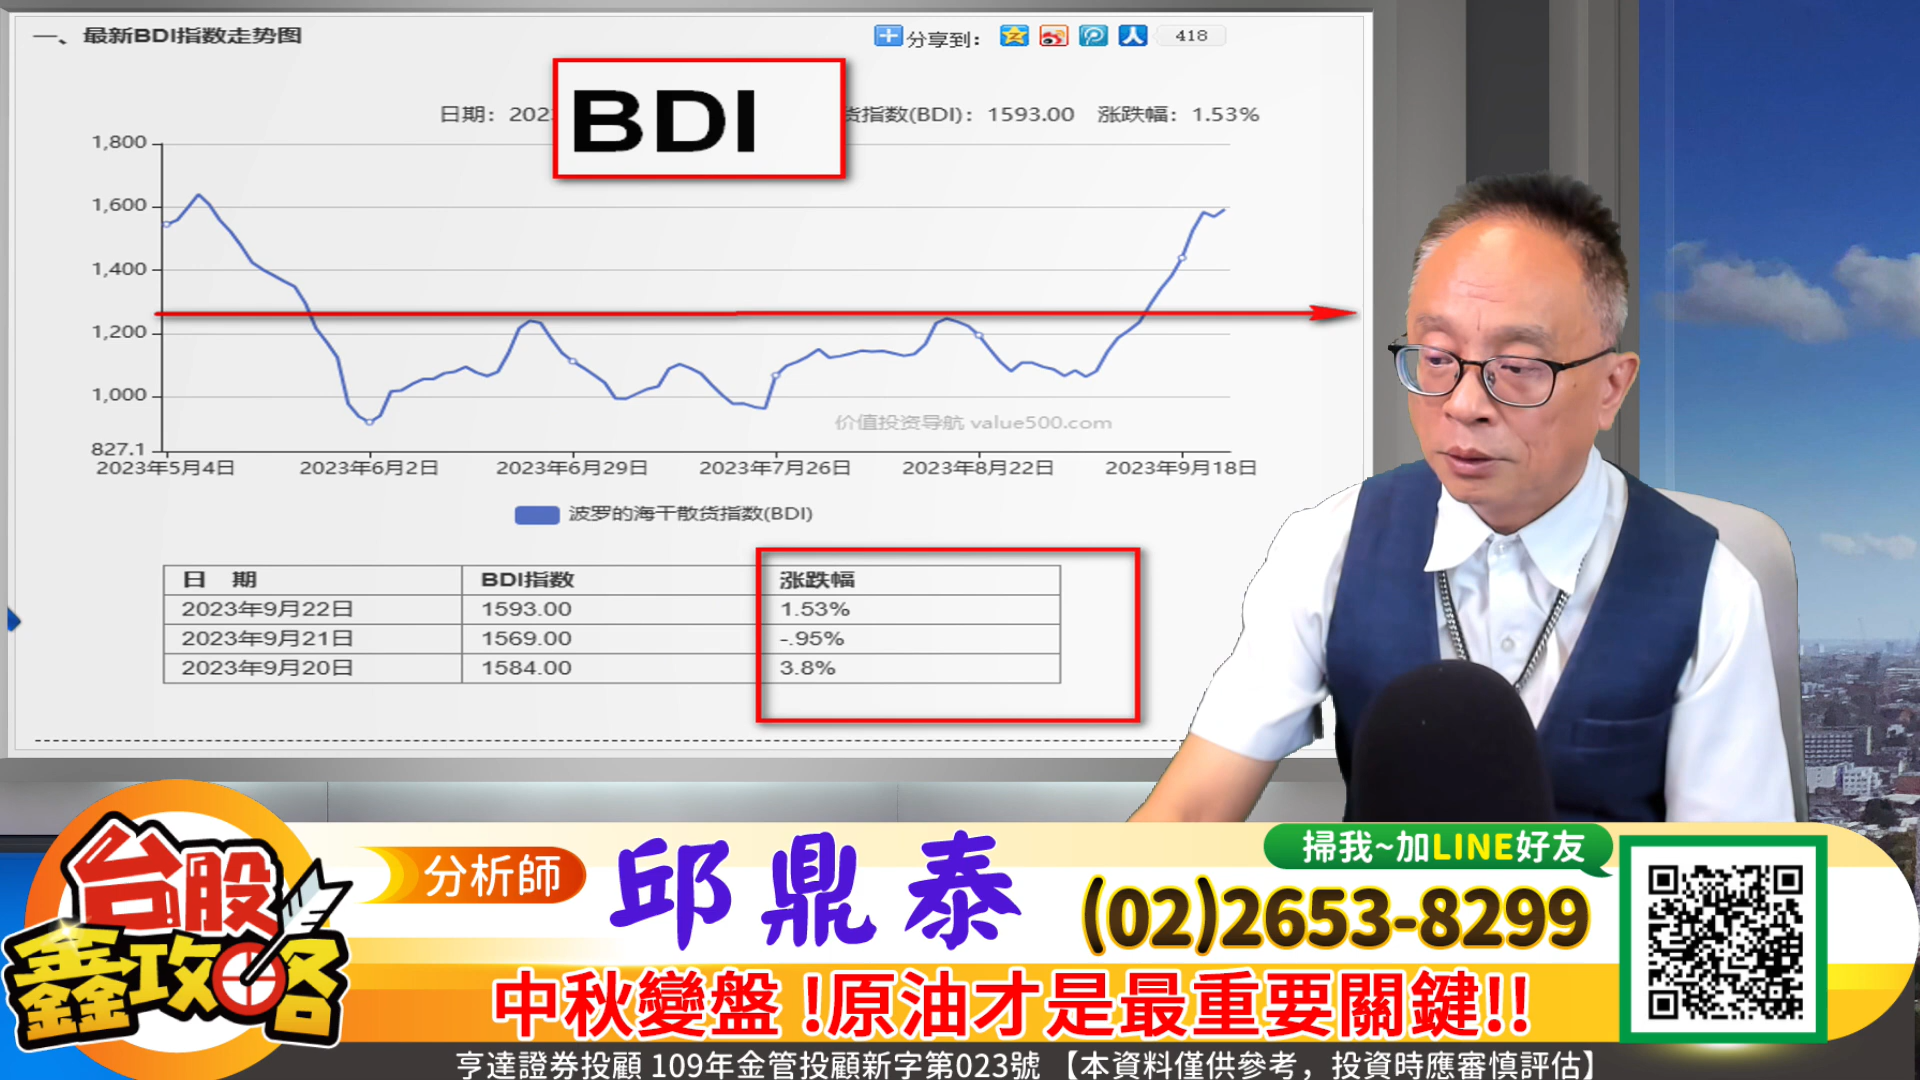 一、最新BDI指数走势图
分享到：
418
BDI
日期：202
货指数(BDI)：1593.00 涨跌幅：1.53%
1,800
1,600
1,400
1,200
1,000
827.1
2023年5月4日 2023年6月2日 2023年6月29日 2023年7月26日 2023年8月22日 2023年9月18日
价值投资导航 value500.com
波罗的海干散货指数(BDI)
日 期 BDI指数 涨跌幅
2023年9月22日 1593.00 1.53%
2023年9月21日 1569.00 -.95%
2023年9月20日 1584.00 3.8%
台股
鑫攻略
分析師
邱鼎泰
掃我~加LINE好友
(02)2653-8299
中秋變盤!原油才是最重要關鍵!!
亨達證券投顧 109年金管投顧新字第023號 【本資料僅供參考，投資時應審慎評估】